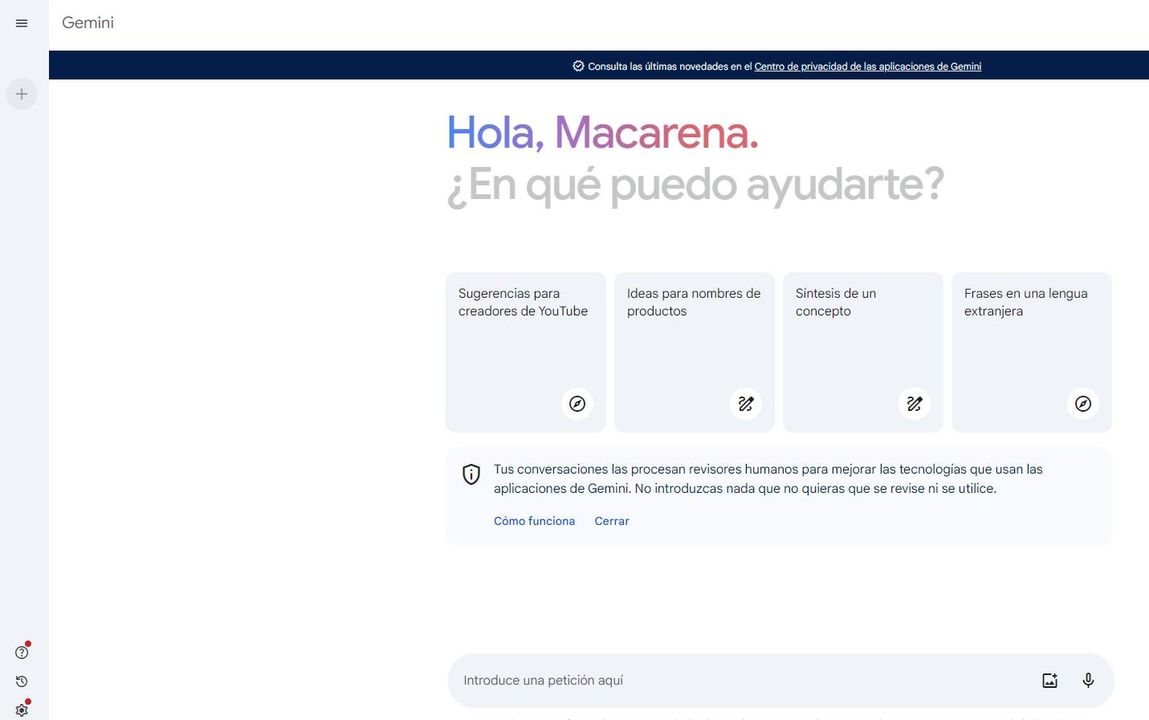 Gemini
Consulta las últimas novedades en el Centro de privacidad de las aplicaciones de Gemini
Hola, Macarena.
¿En qué puedo ayudarte?
Sugerencias para
creadores de YouTube
Ideas para nombres de
productos
Síntesis de un
concepto
Frases en una lengua
extranjera
Tus conversaciones las procesan revisores humanos para mejorar las tecnologías que usan las
aplicaciones de Gemini. No introduzcas nada que no quieras que se revise ni se utilice.
Cómo funciona Cerrar
Introduce una petición aquí